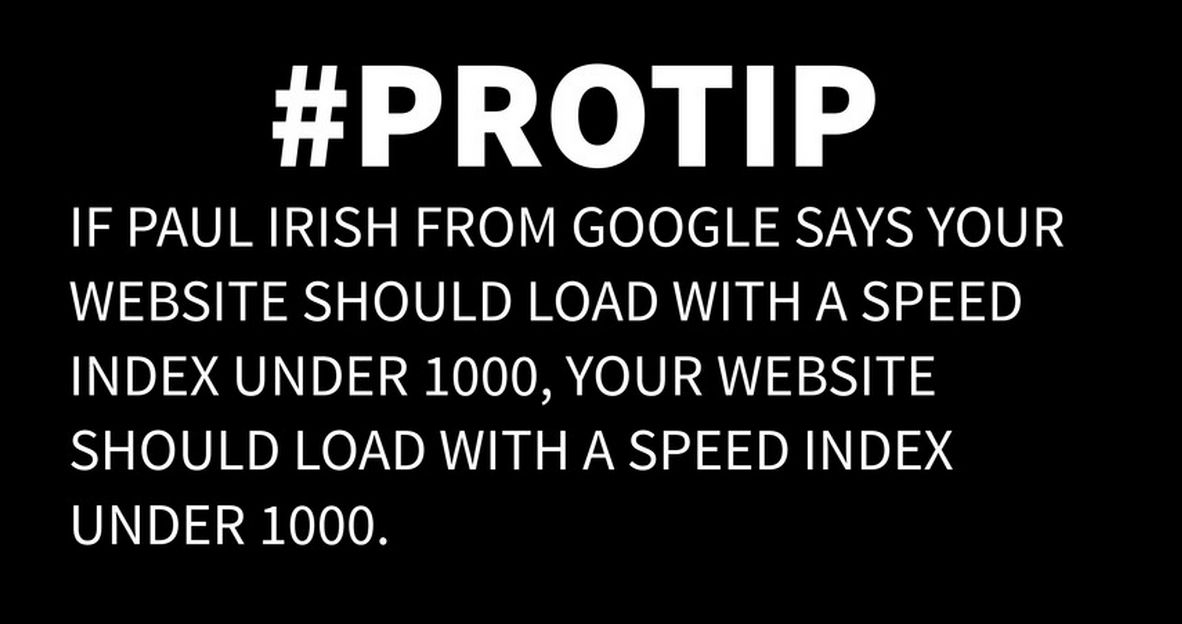 #PROTIP
IF PAUL IRISH FROM GOOGLE SAYS YOUR
WEBSITE SHOULD LOAD WITH A SPEED
INDEX UNDER 1000, YOUR WEBSITE
SHOULD LOAD WITH A SPEED INDEX
UNDER 1000.